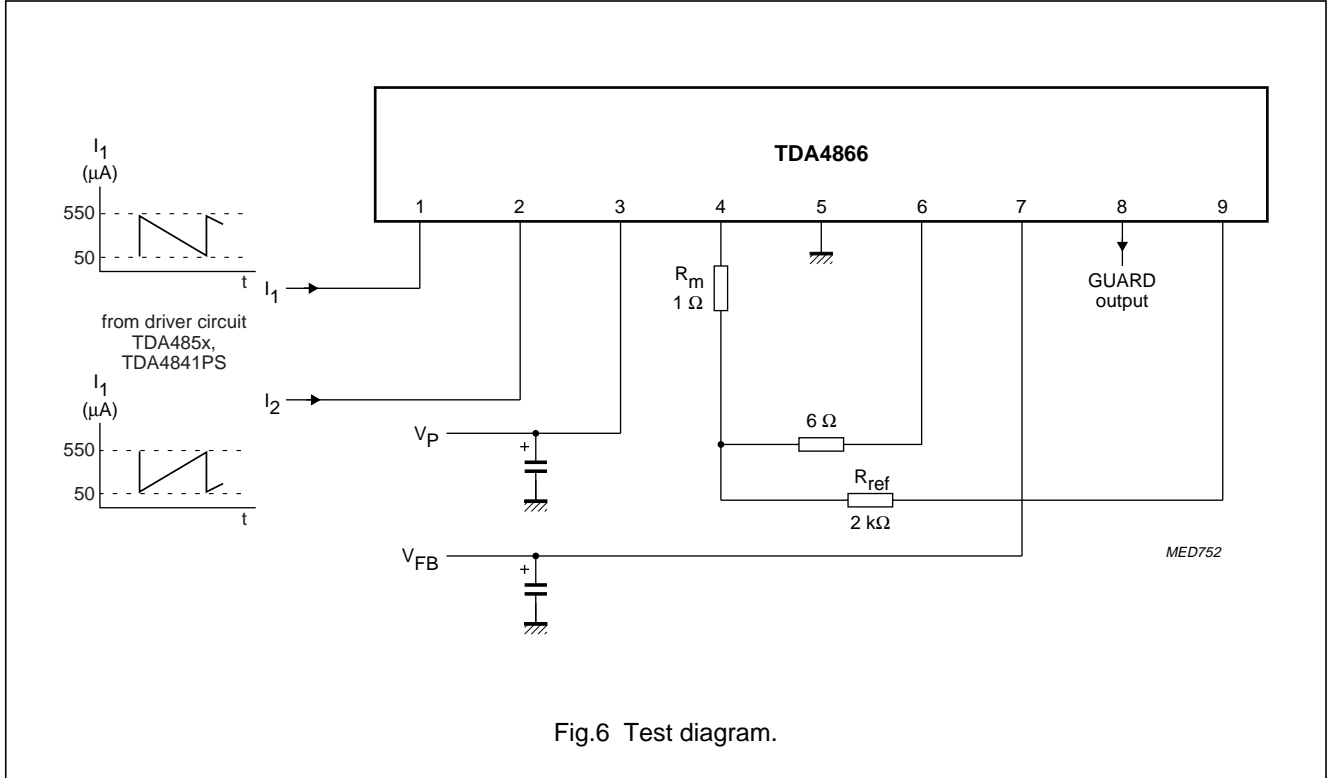 TDA4866
1 2 3 4 5 6 7 8 9
I1
(μA)
550
50
t
I1
from driver circuit
TDA485x,
TDA4841PS
I1
(μA)
550
50
t
I2
VP
+
VFB
+
Rm
1 Ω
6 Ω
Rref
2 kΩ
GUARD
output
MED752
Fig.6 Test diagram.